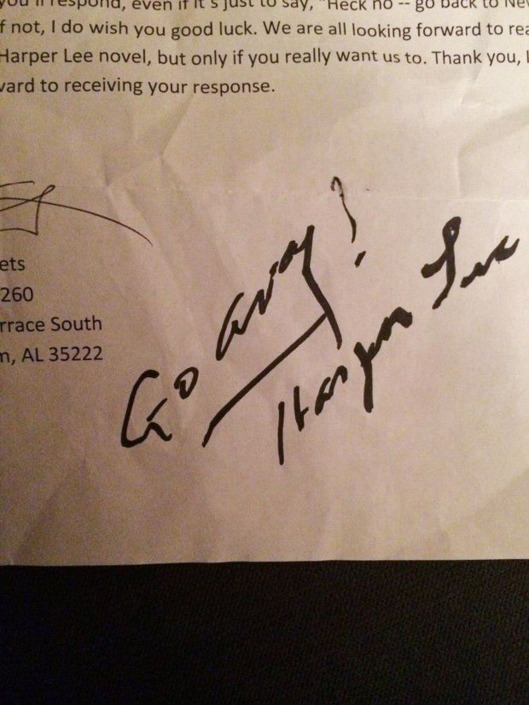 you'll respond, even if it's just to say, "Heck no -- go back to New
f not, I do wish you good luck. We are all looking forward to rea
Harper Lee novel, but only if you really want us to. Thank you, I
ward to receiving your response.
ets
260
rrace South
m, AL 35222
Go Away!
Harper Lee